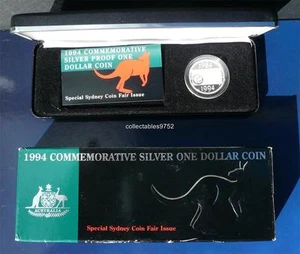 1994 COMMEMORATIVE
SILVER PROOF ONE
DOLLAR COIN
Special Sydney Coin Fair Issue
1994
collectables9752
1994 COMMEMORATIVE SILVER ONE DOLLAR COIN
AUSTRALIA
Special Sydney Coin Fair Issue